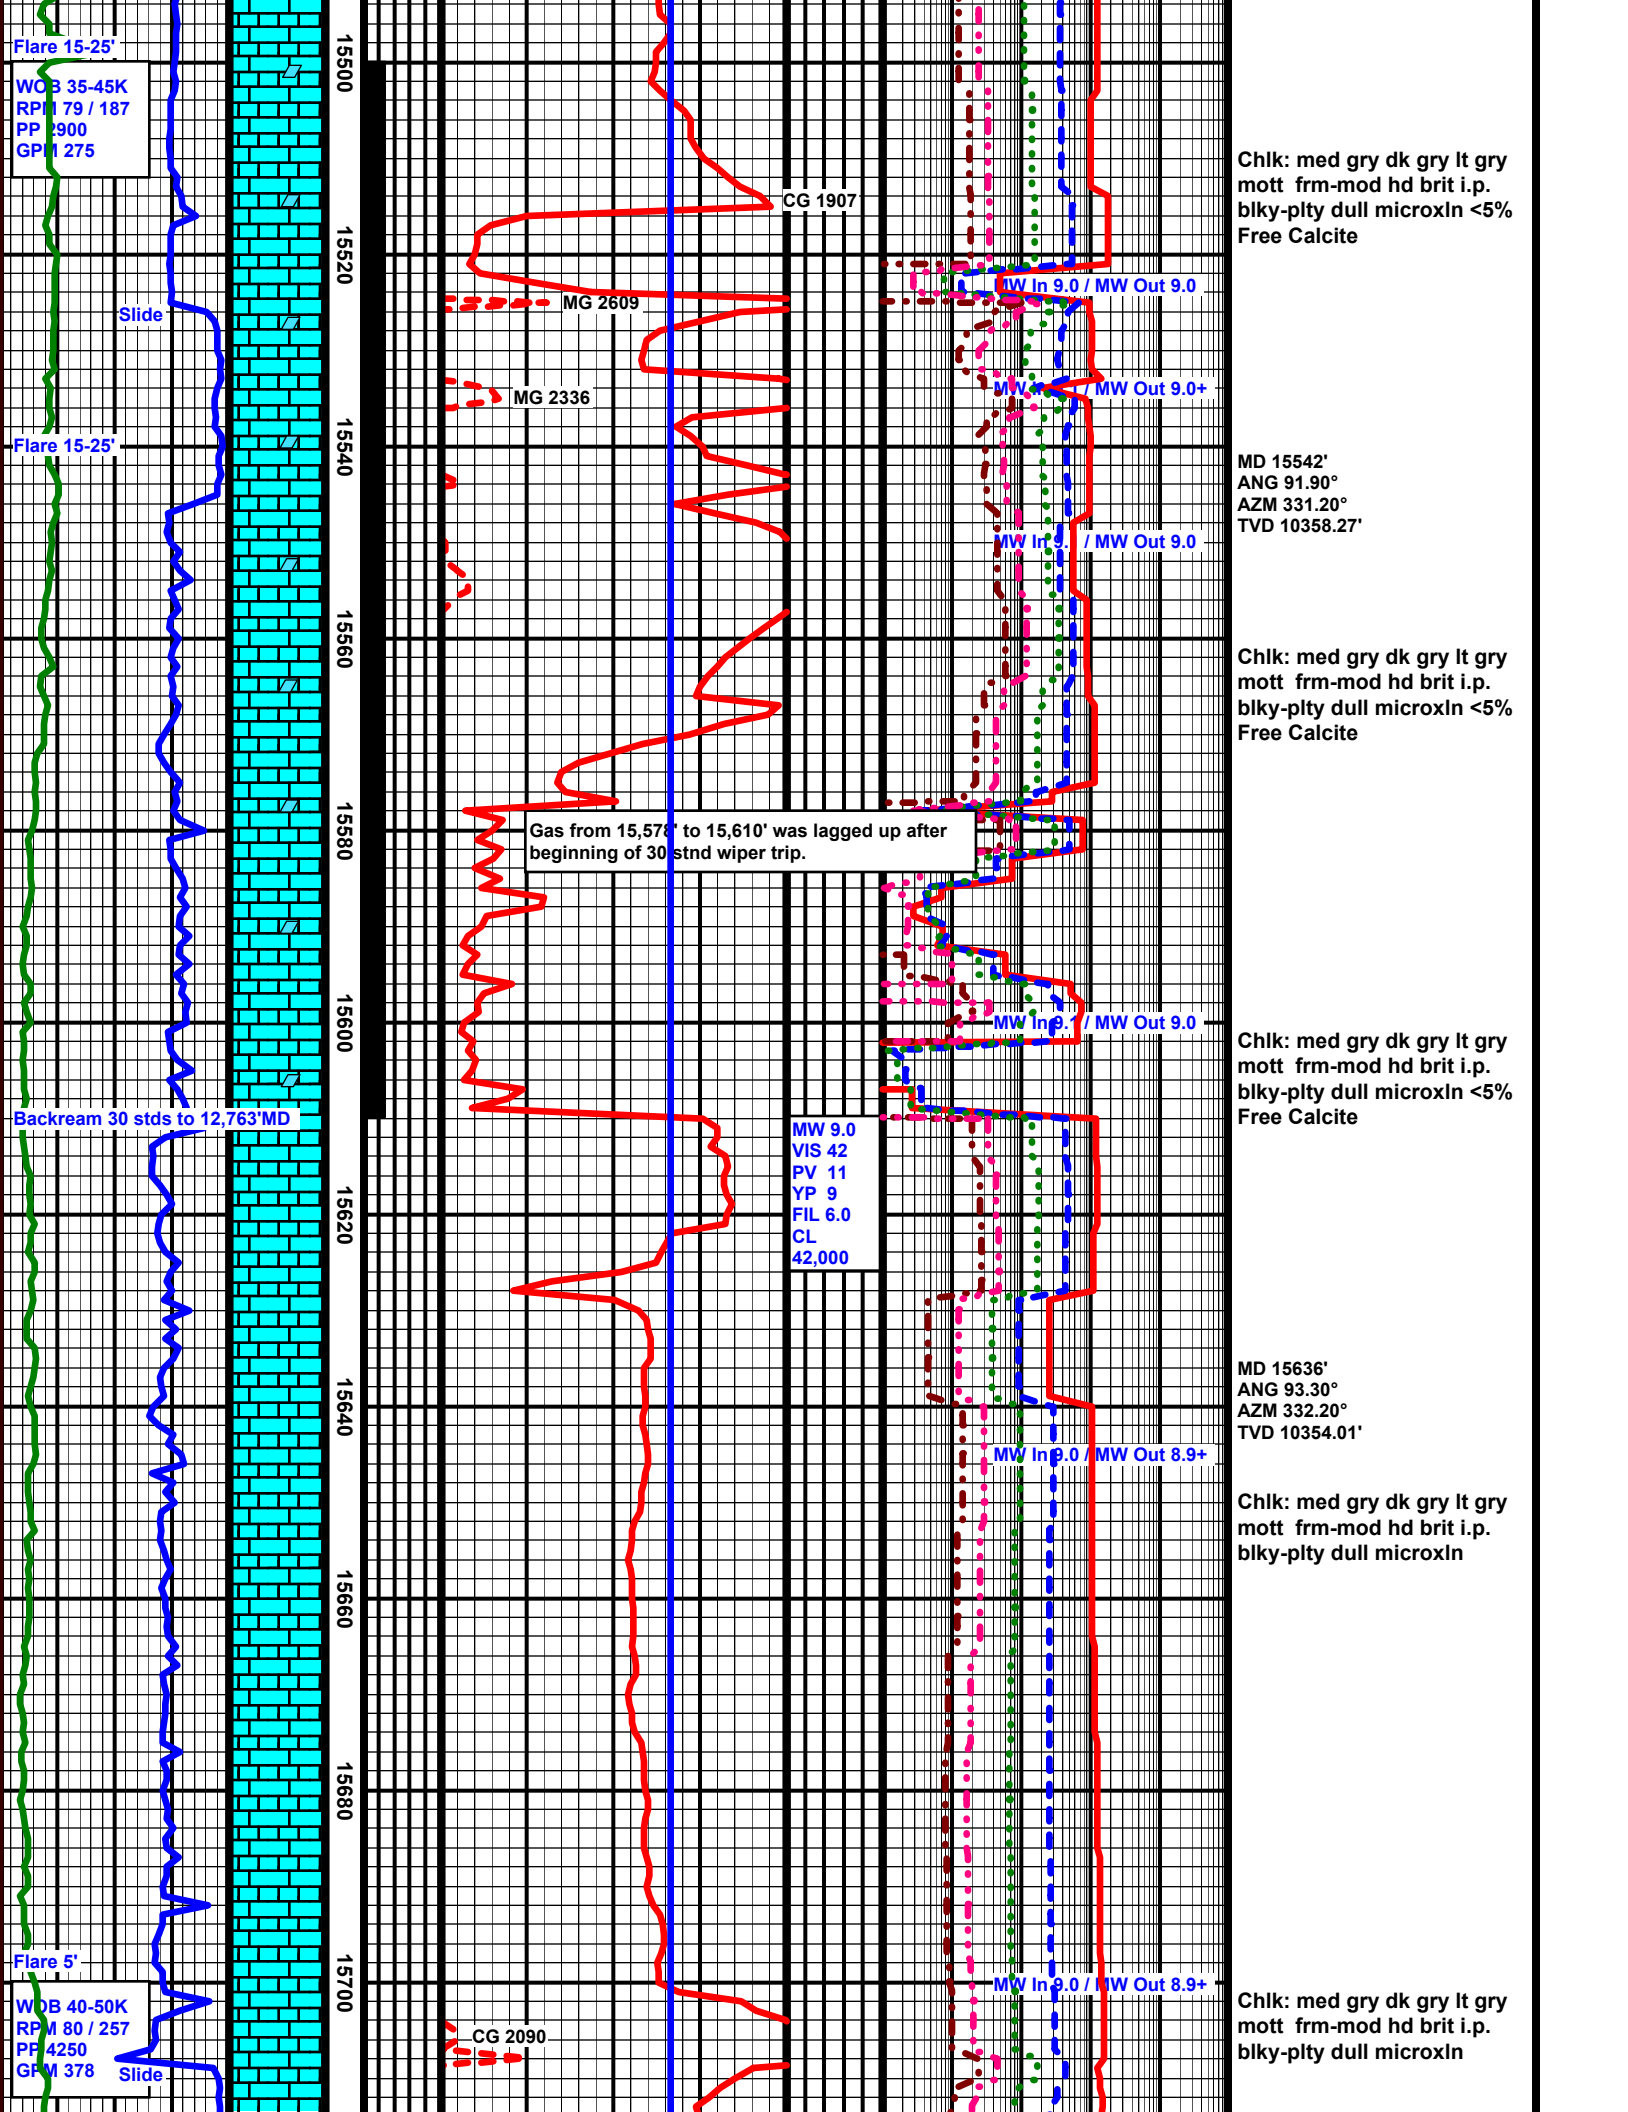 Flare 15-25'
WOB 35-45K
RPM 79 / 187
PP 2900
GPM 275
Slide
Flare 15-25'
Backream 30 stds to 12,763'MD
Flare 5'
WOB 40-50K
RPM 80 / 257
PP 4250
GPM 378
Slide
15500
15520
15540
15560
15580
15600
15620
15640
15660
15680
15700
CG 1907
MG 2609
MG 2336
Gas from 15,578' to 15,610' was lagged up after
beginning of 30 stnd wiper trip.
CG 2090
MW 9.0
VIS 42
PV 11
YP 9
FIL 6.0
CL
42,000
MW In 9.0 / MW Out 9.0
MW / MW Out 9.0+
MW In 9. / MW Out 9.0
MW In 9.1 / MW Out 9.0
MW In 9.0 / MW Out 8.9+
MW In 9.0 / MW Out 8.9+
Chlk: med gry dk gry lt gry
mott frm-mod hd brit i.p.
blky-plty dull microxln <5%
Free Calcite
MD 15542'
ANG 91.90°
AZM 331.20°
TVD 10358.27'
Chlk: med gry dk gry lt gry
mott frm-mod hd brit i.p.
blky-plty dull microxln <5%
Free Calcite
Chlk: med gry dk gry lt gry
mott frm-mod hd brit i.p.
blky-plty dull microxln <5%
Free Calcite
MD 15636'
ANG 93.30°
AZM 332.20°
TVD 10354.01'
Chlk: med gry dk gry lt gry
mott frm-mod hd brit i.p.
blky-plty dull microxln
Chlk: med gry dk gry lt gry
mott frm-mod hd brit i.p.
blky-plty dull microxln